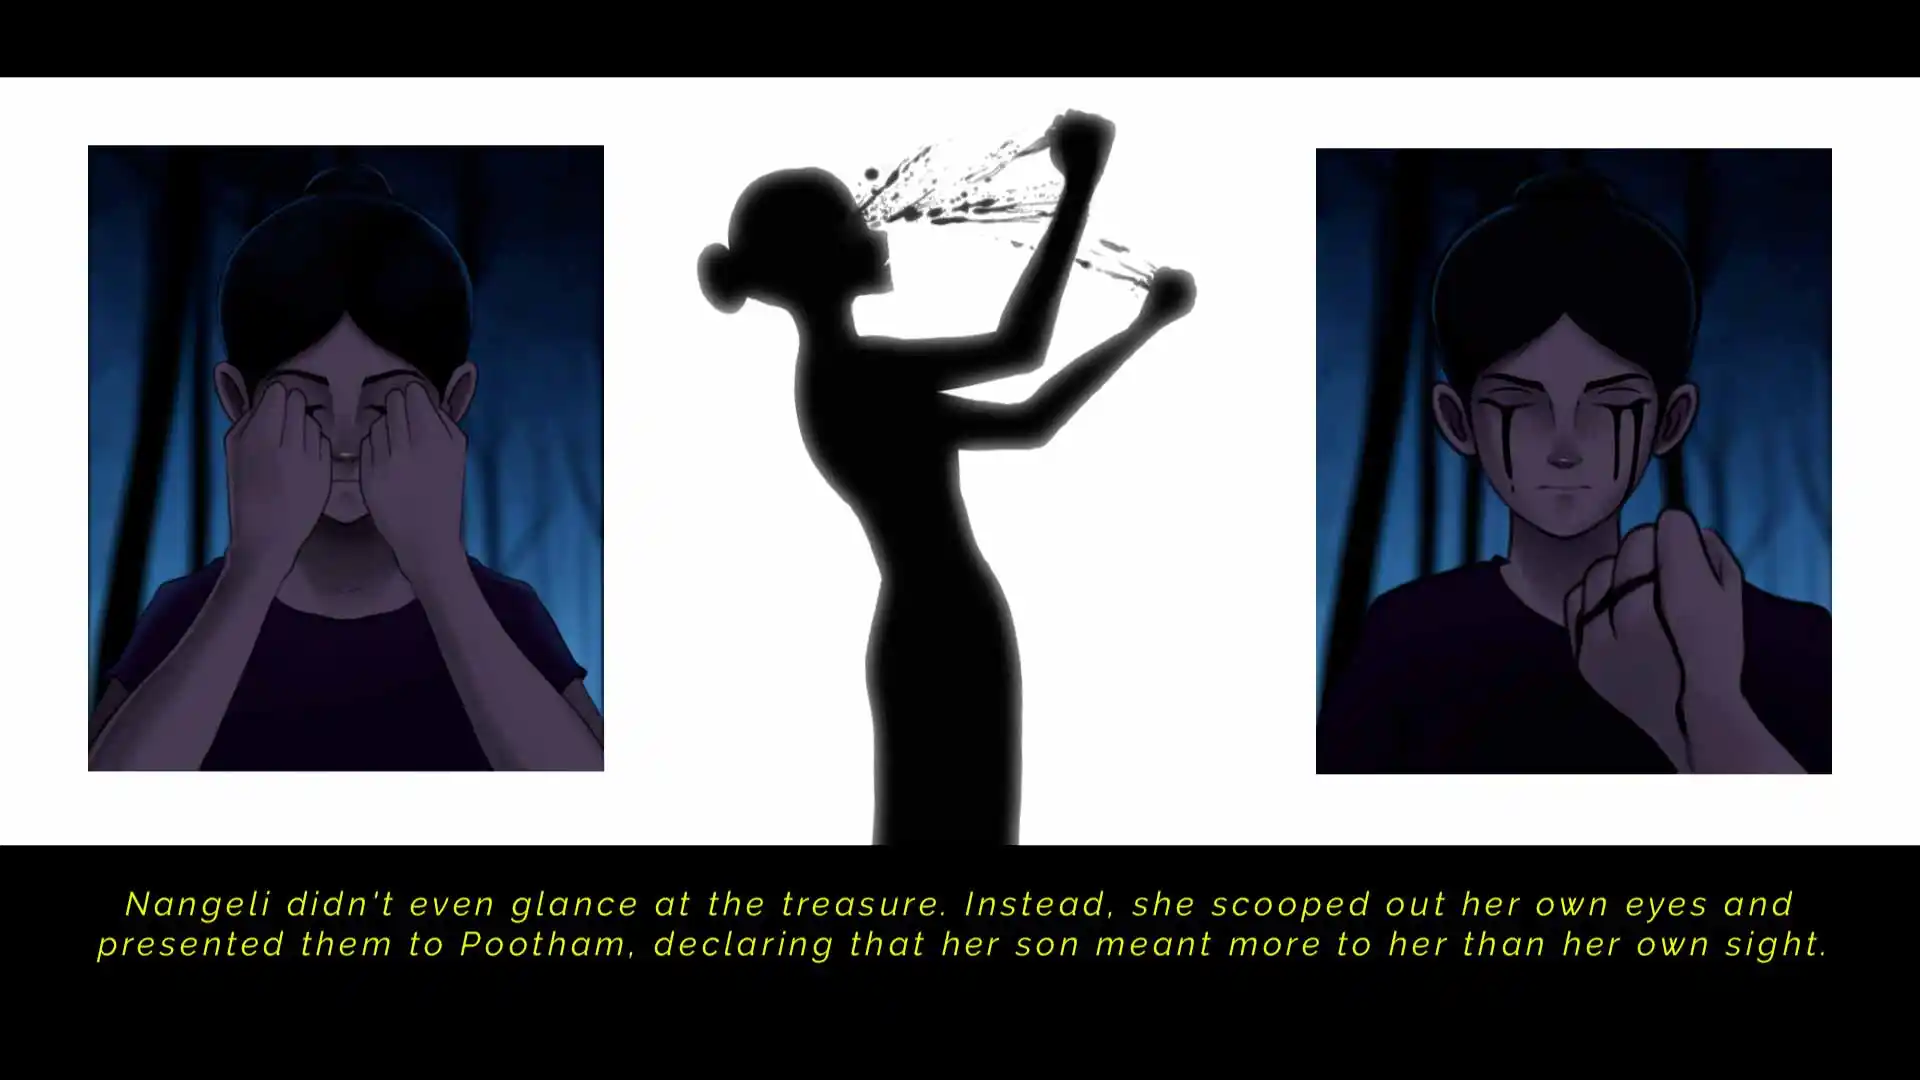 Nangeli didn't even glance at the treasure. Instead, she scooped out her own eyes and
presented them to Pootham, declaring that her son meant more to her than her own sight.